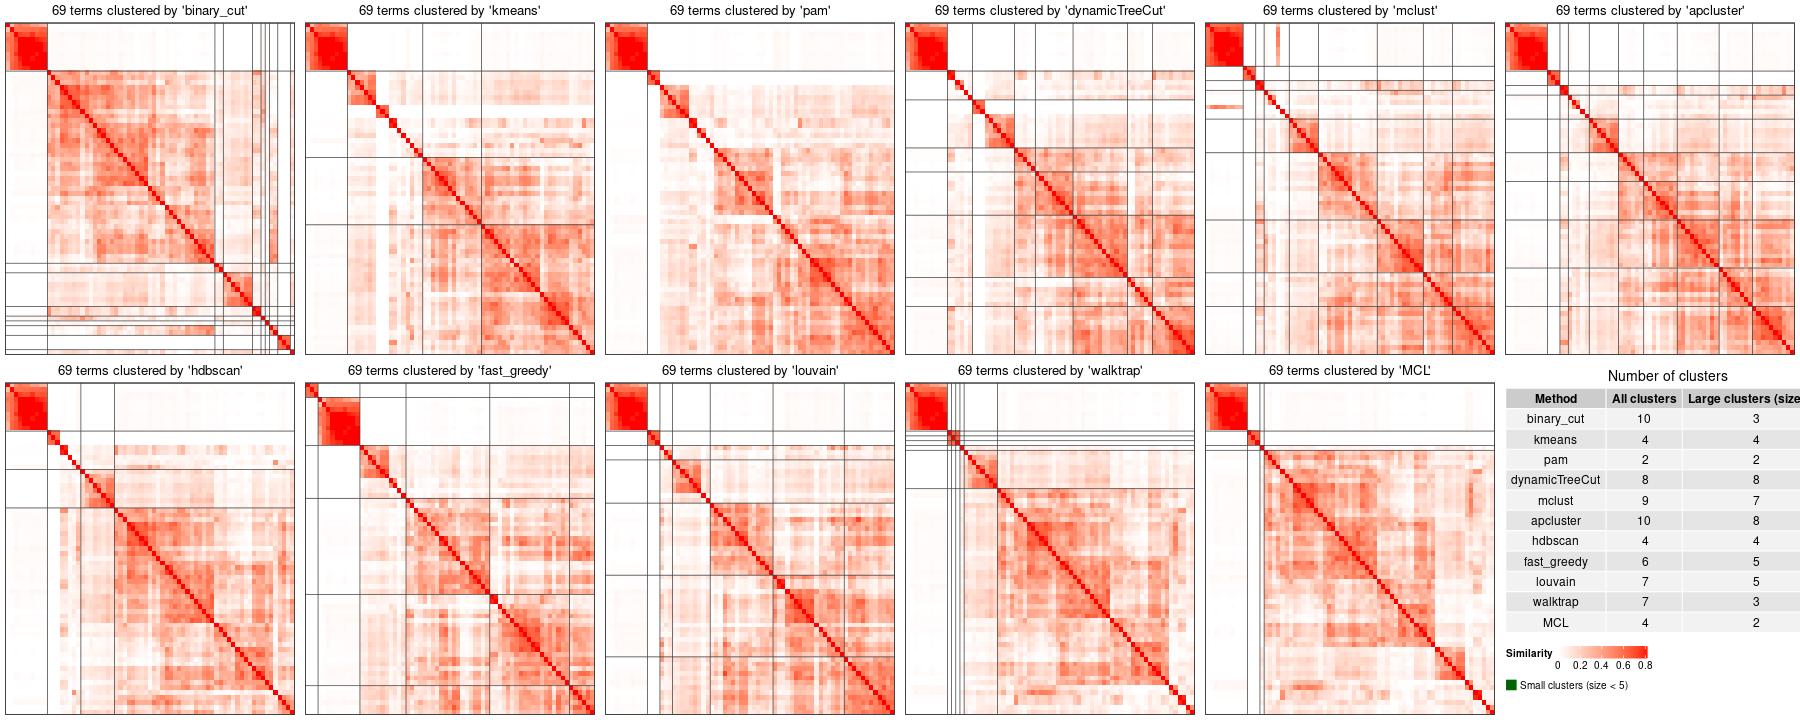 69 terms clustered by 'binary_cut'
69 terms clustered by 'kmeans'
69 terms clustered by 'pam'
69 terms clustered by 'dynamicTreeCut'
69 terms clustered by 'mclust'
69 terms clustered by 'apcluster'
69 terms clustered by 'hdbscan'
69 terms clustered by 'fast_greedy'
69 terms clustered by 'louvain'
69 terms clustered by 'walktrap'
69 terms clustered by 'MCL'
Number of clusters
Method All clusters Large clusters (size
binary_cut 10 3
kmeans 4 4
pam 2 2
dynamicTreeCut 8 8
mclust 9 7
apcluster 10 8
hdbscan 4 4
fast_greedy 6 5
louvain 7 5
walktrap 7 3
MCL 4 2
Similarity
0 0.2 0.4 0.6 0.8
Small clusters (size < 5)